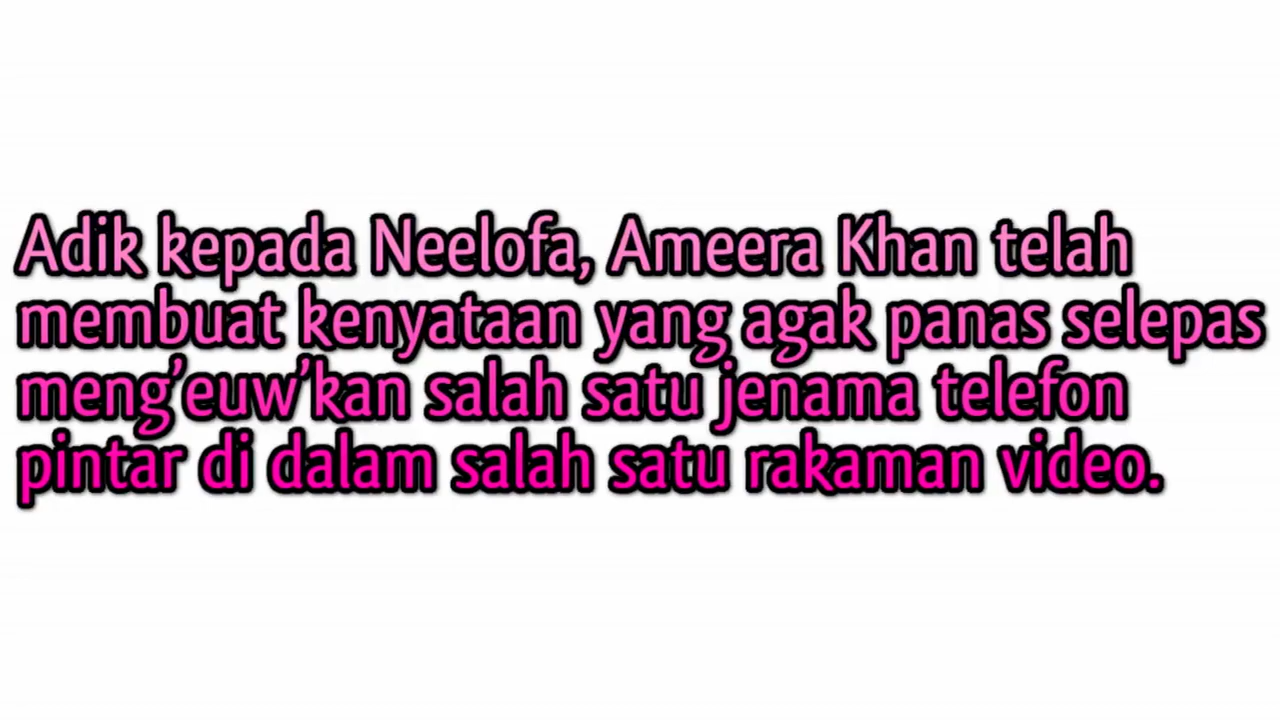 Adik kepada Neelofa, Ameera Khan telah
membuat kenyataan yang agak panas selepas
meng’euw’kan salah satu jenama telefon
pintar di dalam salah satu rakaman video.